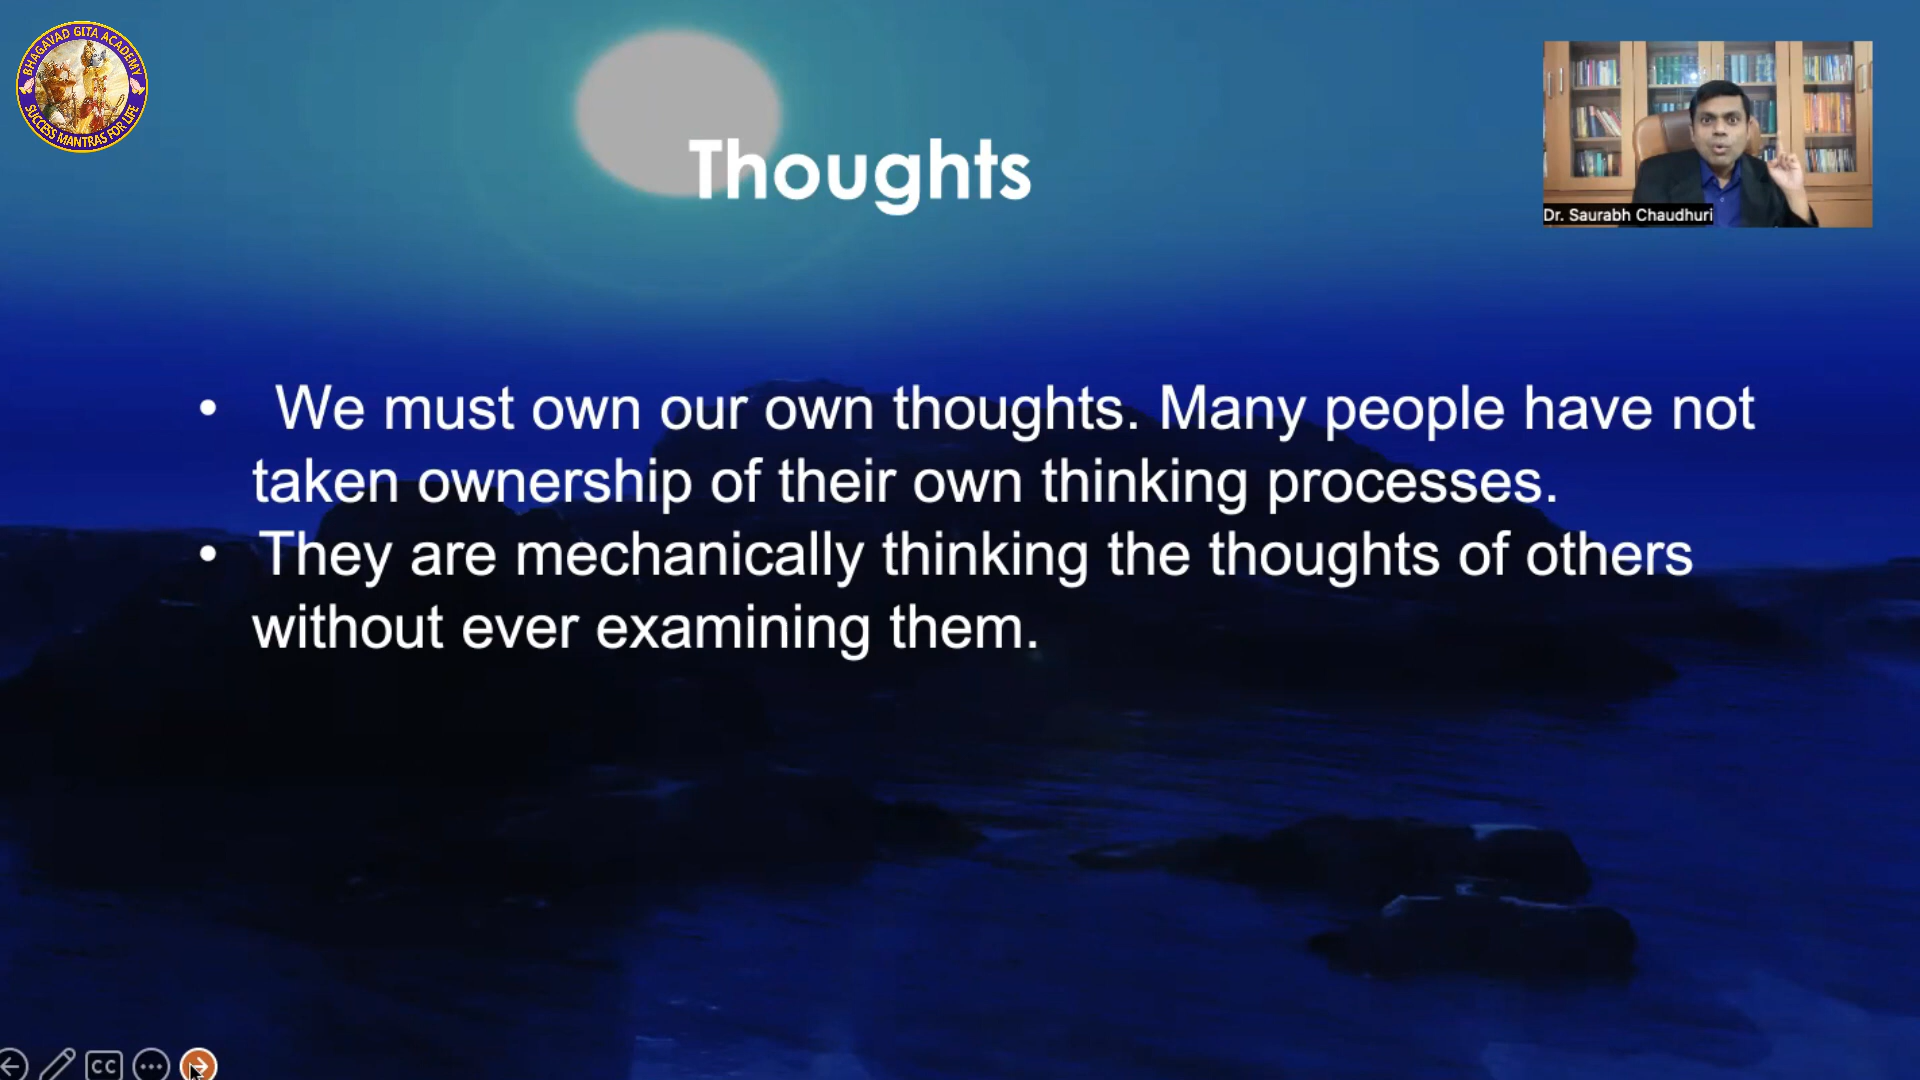 BHAGAVAD GITA ACADEMY
SUCCESS MANTRAS FOR LIFE
Thoughts
Dr. Saurabh Chaudhuri
• We must own our own thoughts. Many people have not
taken ownership of their own thinking processes.
• They are mechanically thinking the thoughts of others
without ever examining them.
CC